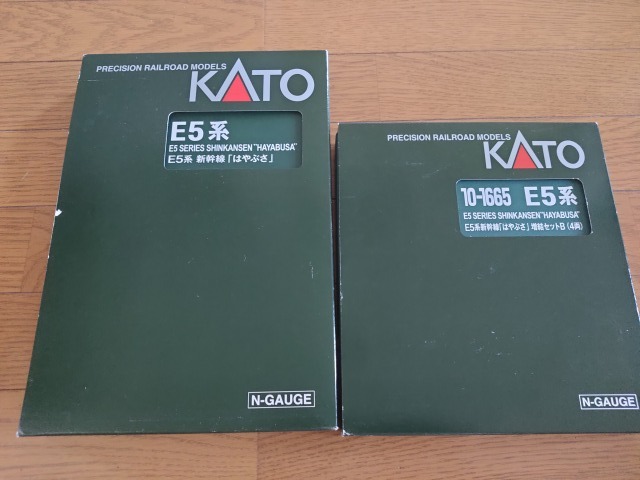 PRECISION RAILROAD MODELS
KATO
E5系
E5 SERIES SHINKANSEN "HAYABUSA"
E5系 新幹線「はやぶさ」
N-GAUGE
PRECISION RAILROAD MODELS
KATO
10-1665 E5系
E5 SERIES SHINKANSEN "HAYABUSA"
E5系新幹線「はやぶさ」増結セットB(4両)
N-GAUGE